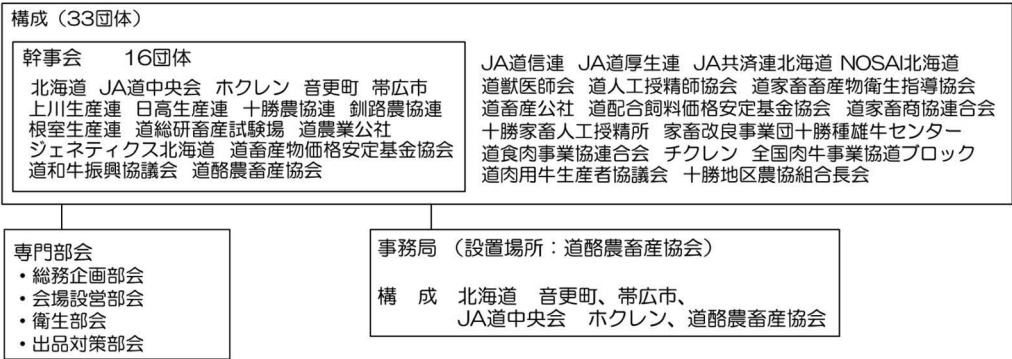 構成（33団体）
幹事会　　16団体
北海道　JA道中央会　ホクレン　音更町　帯広市
上川生産連　日高生産連　十勝農協連　釧路農協連
根室生産連　道総研畜産試験場　道農業公社
ジェネティクス北海道　道畜産物価格安定基金協会
道和牛振興協議会　道酪農畜産協会
JA道信連　JA道厚生連　JA共済連北海道 NOSAI北海道
道獣医師会　道人工授精師協会　道家畜畜産物衛生指導協会
道畜産公社　道配合飼料価格安定基金協会　道家畜商協連合会
十勝家畜人工授精所　家畜改良事業団十勝種雄牛センター
道食肉事業協連合会　チクレン　全国肉牛事業協道ブロック
道肉用牛生産者協議会　十勝地区農協組合長会
専門部会
・総務企画部会
・会場設営部会
・衛生部会
・出品対策部会
事務局　（設置場所：道酪農畜産協会）
構　成　北海道　音更町、帯広市、
JA道中央会　ホクレン、道酪農畜産協会